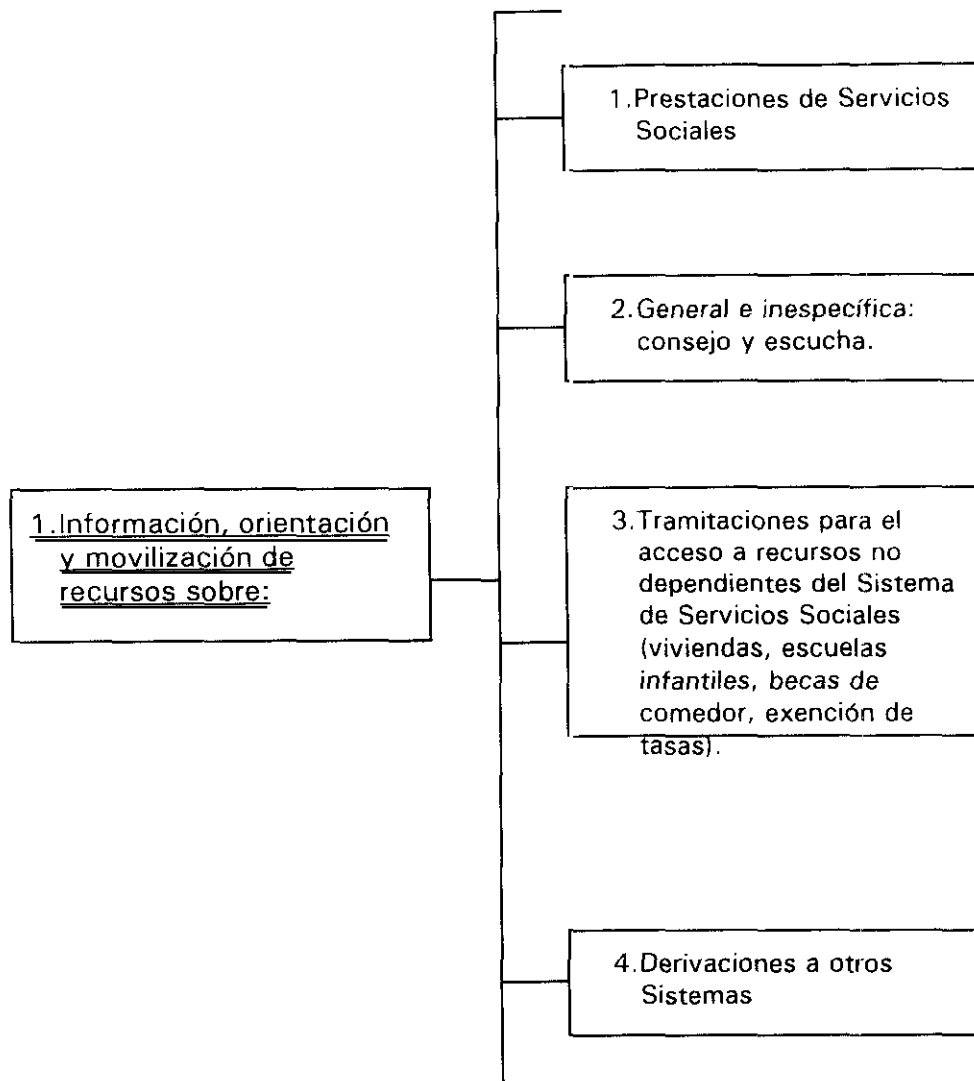 1.Información, orientación
y movilización de
recursos sobre:
1.Prestaciones de Servicios
Sociales
2.General e inespecífica:
consejo y escucha.
3.Tramitaciones para el
acceso a recursos no
dependientes del Sistema
de Servicios Sociales
(viviendas, escuelas
infantiles, becas de
comedor, exención de
tasas).
4.Derivaciones a otros
Sistemas